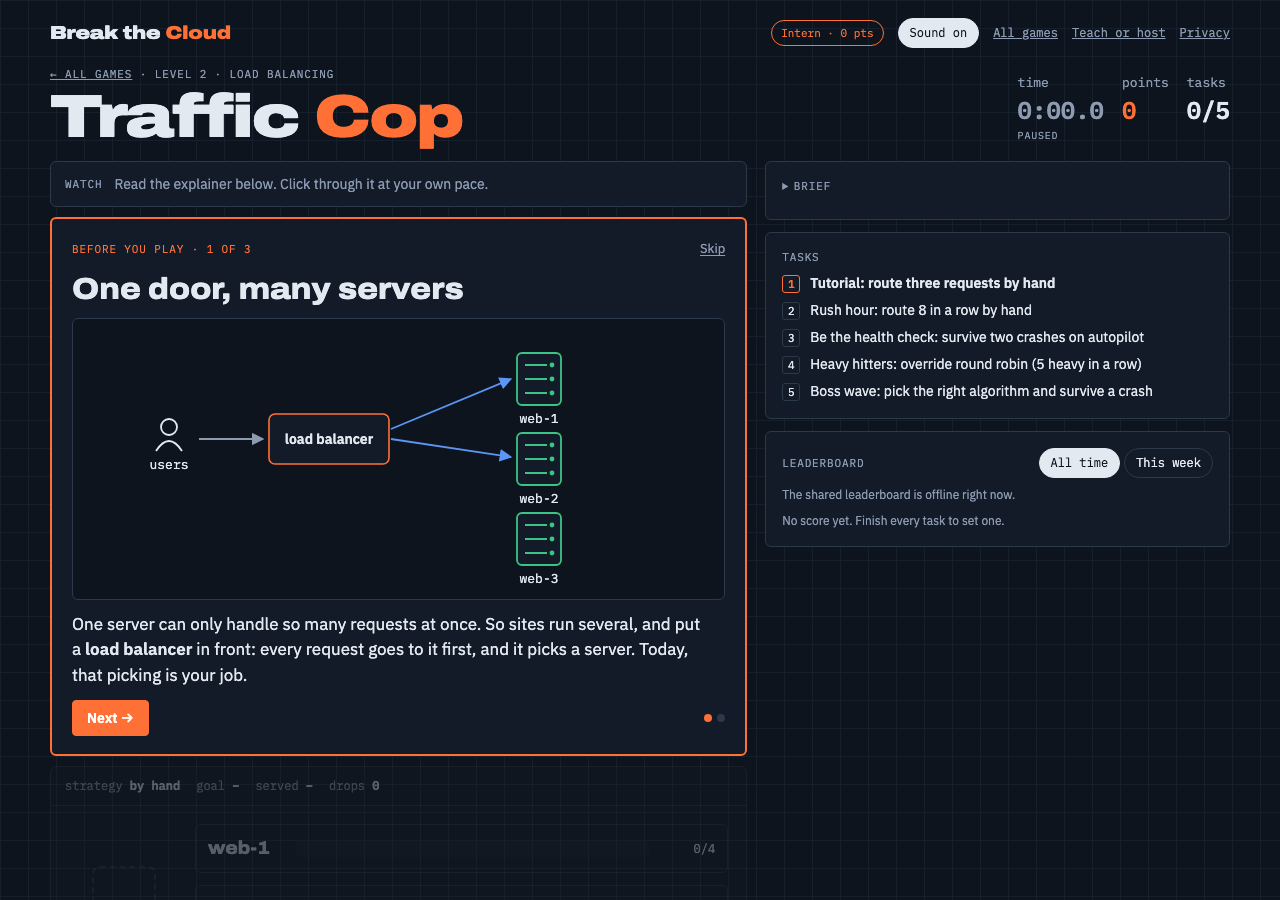 Break the Cloud
Intern · 0 pts
Sound on
All games
Teach or host
Privacy
← ALL GAMES · LEVEL 2 · LOAD BALANCING
Traffic Cop
time
0:00.0
PAUSED
points
0
tasks
0/5
WATCH Read the explainer below. Click through it at your own pace.
BEFORE YOU PLAY · 1 OF 3
Skip
One door, many servers
users
load balancer
web-1
web-2
web-3
One server can only handle so many requests at once. So sites run several, and put
a load balancer in front: every request goes to it first, and it picks a server. Today,
that picking is your job.
Next →
strategy by hand goal – served – drops 0
web-1
0/4
BRIEF
TASKS
1 Tutorial: route three requests by hand
2 Rush hour: route 8 in a row by hand
3 Be the health check: survive two crashes on autopilot
4 Heavy hitters: override round robin (5 heavy in a row)
5 Boss wave: pick the right algorithm and survive a crash
LEADERBOARD
All time
This week
The shared leaderboard is offline right now.
No score yet. Finish every task to set one.